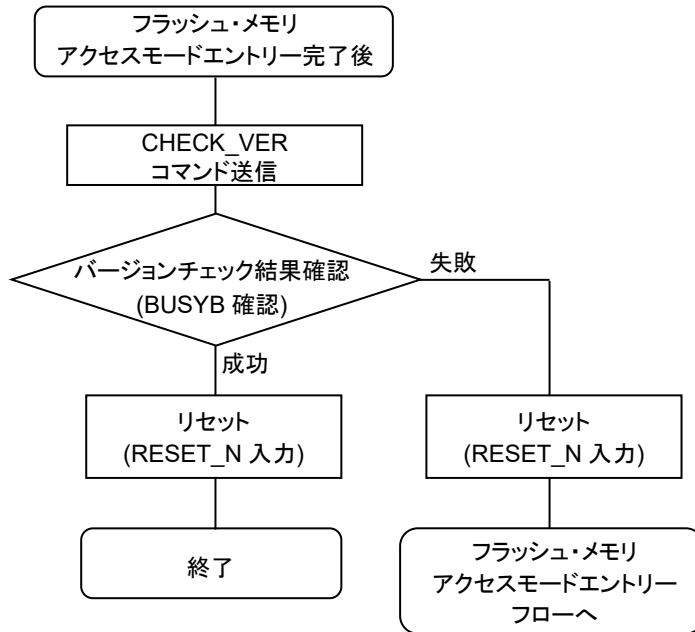 フラッシュ・メモリ
アクセスモードエントリー完了後
CHECK_VER
コマンド送信
バージョンチェック結果確認
(BUSYB 確認)
失敗
成功
リセット
(RESET_N 入力)
リセット
(RESET_N 入力)
終了
フラッシュ・メモリ
アクセスモードエントリー
フローへ